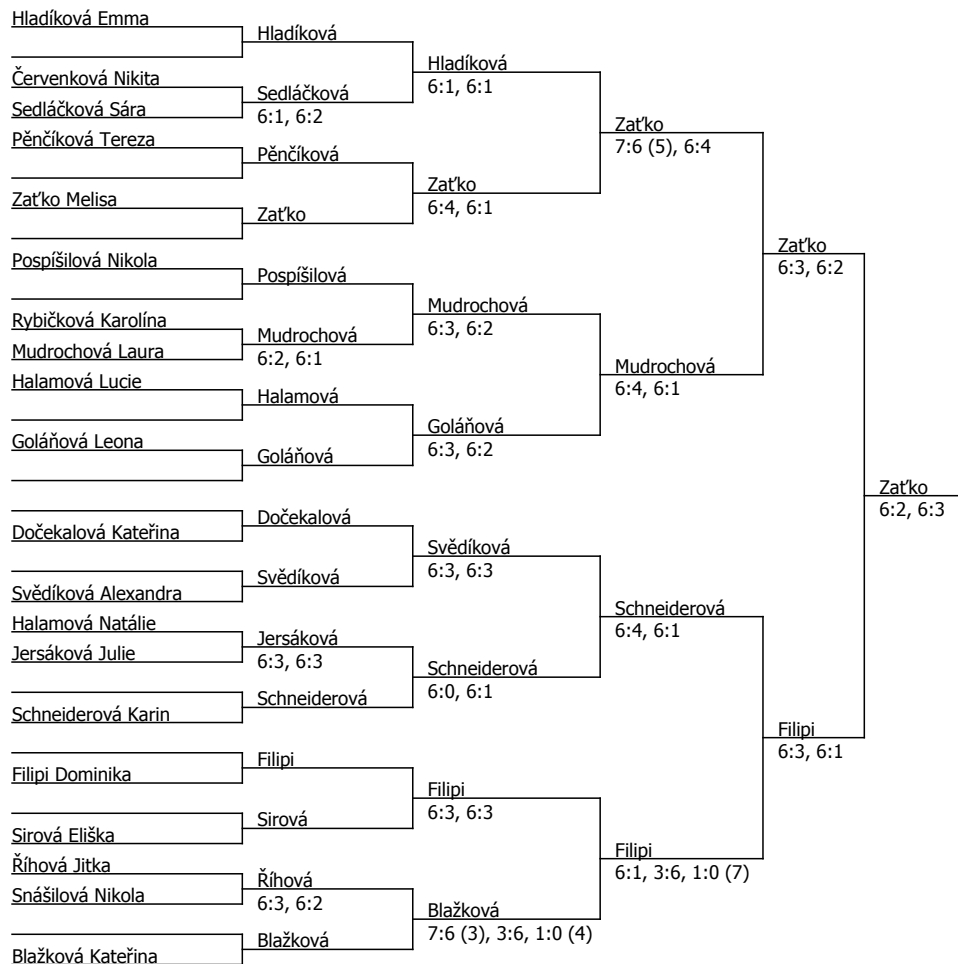 Hladíková Emma
Hladíková
Hladíková
6:1, 6:1
Červenková Nikita
Sedláčková
6:1, 6:2
Sedláčková Sára
Zaťko
7:6 (5), 6:4
Pěnčíková Tereza
Pěnčíková
Zaťko
6:4, 6:1
Zaťko Melisa
Zaťko
Zaťko
6:3, 6:2
Pospíšilová Nikola
Pospíšilová
Mudrochová
6:3, 6:2
Rybičková Karolína
Mudrochová
6:2, 6:1
Mudrochová Laura
Mudrochová
6:4, 6:1
Halamová Lucie
Halamová
Goláňová
6:3, 6:2
Goláňová Leona
Goláňová
Zaťko
6:2, 6:3
Dočekalová
Dočekalová Kateřina
Svědíková
6:3, 6:3
Svědíková
Svědíková Alexandra
Schneiderová
6:4, 6:1
Halamová Natálie
Jersáková
6:3, 6:3
Jersáková Julie
Schneiderová
6:0, 6:1
Schneiderová
Schneiderová Karin
Filipi
6:3, 6:1
Filipi
Filipi Dominika
Filipi
6:3, 6:3
Sirová
Sirová Eliška
Filipi
6:1, 3:6, 1:0 (7)
Říhová Jitka
Říhová
6:3, 6:2
Snášilová Nikola
Blažková
7:6 (3), 3:6, 1:0 (4)
Blažková
Blažková Kateřina